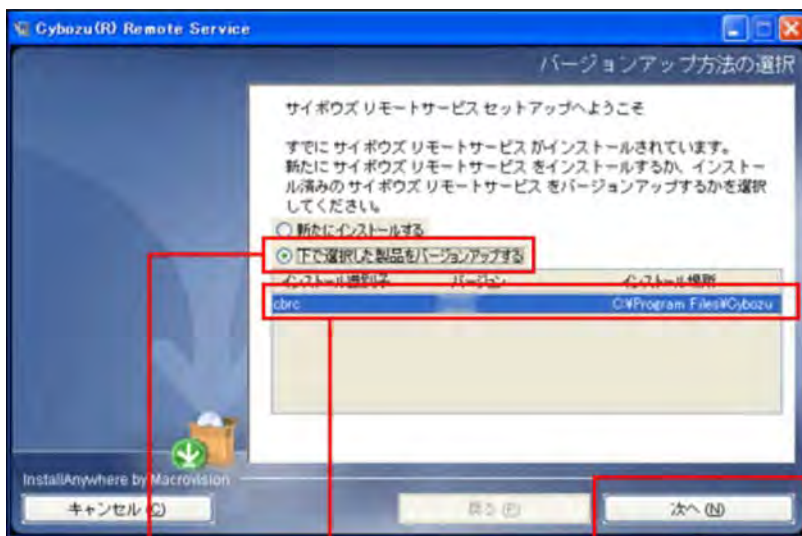 Cybozu(R) Remote Service
バージョンアップ方法の選択
サイボウズ リモートサービス セットアップへようこそ
すでに サイボウズ リモートサービス がインストールされています。
新たに サイボウズ リモートサービス をインストールするか、インストー
ル済みの サイボウズ リモートサービス をバージョンアップするかを選択
してください。
新たにインストールする
下で選択した製品をバージョンアップする
インストール識別子 バージョン インストール場所
cbrc C:¥Program Files¥Cybozu
InstallAnywhere by Macrovision
キャンセル(C) 戻る(P) 次へ(N)